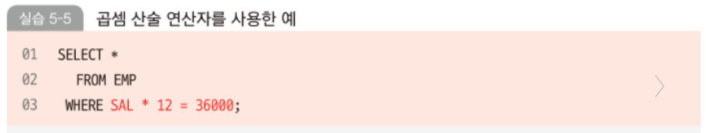 실습 5-5 곱셈 산술 연산자를 사용한 예
01 SELECT *
02 FROM EMP
03 WHERE SAL * 12 = 36000;